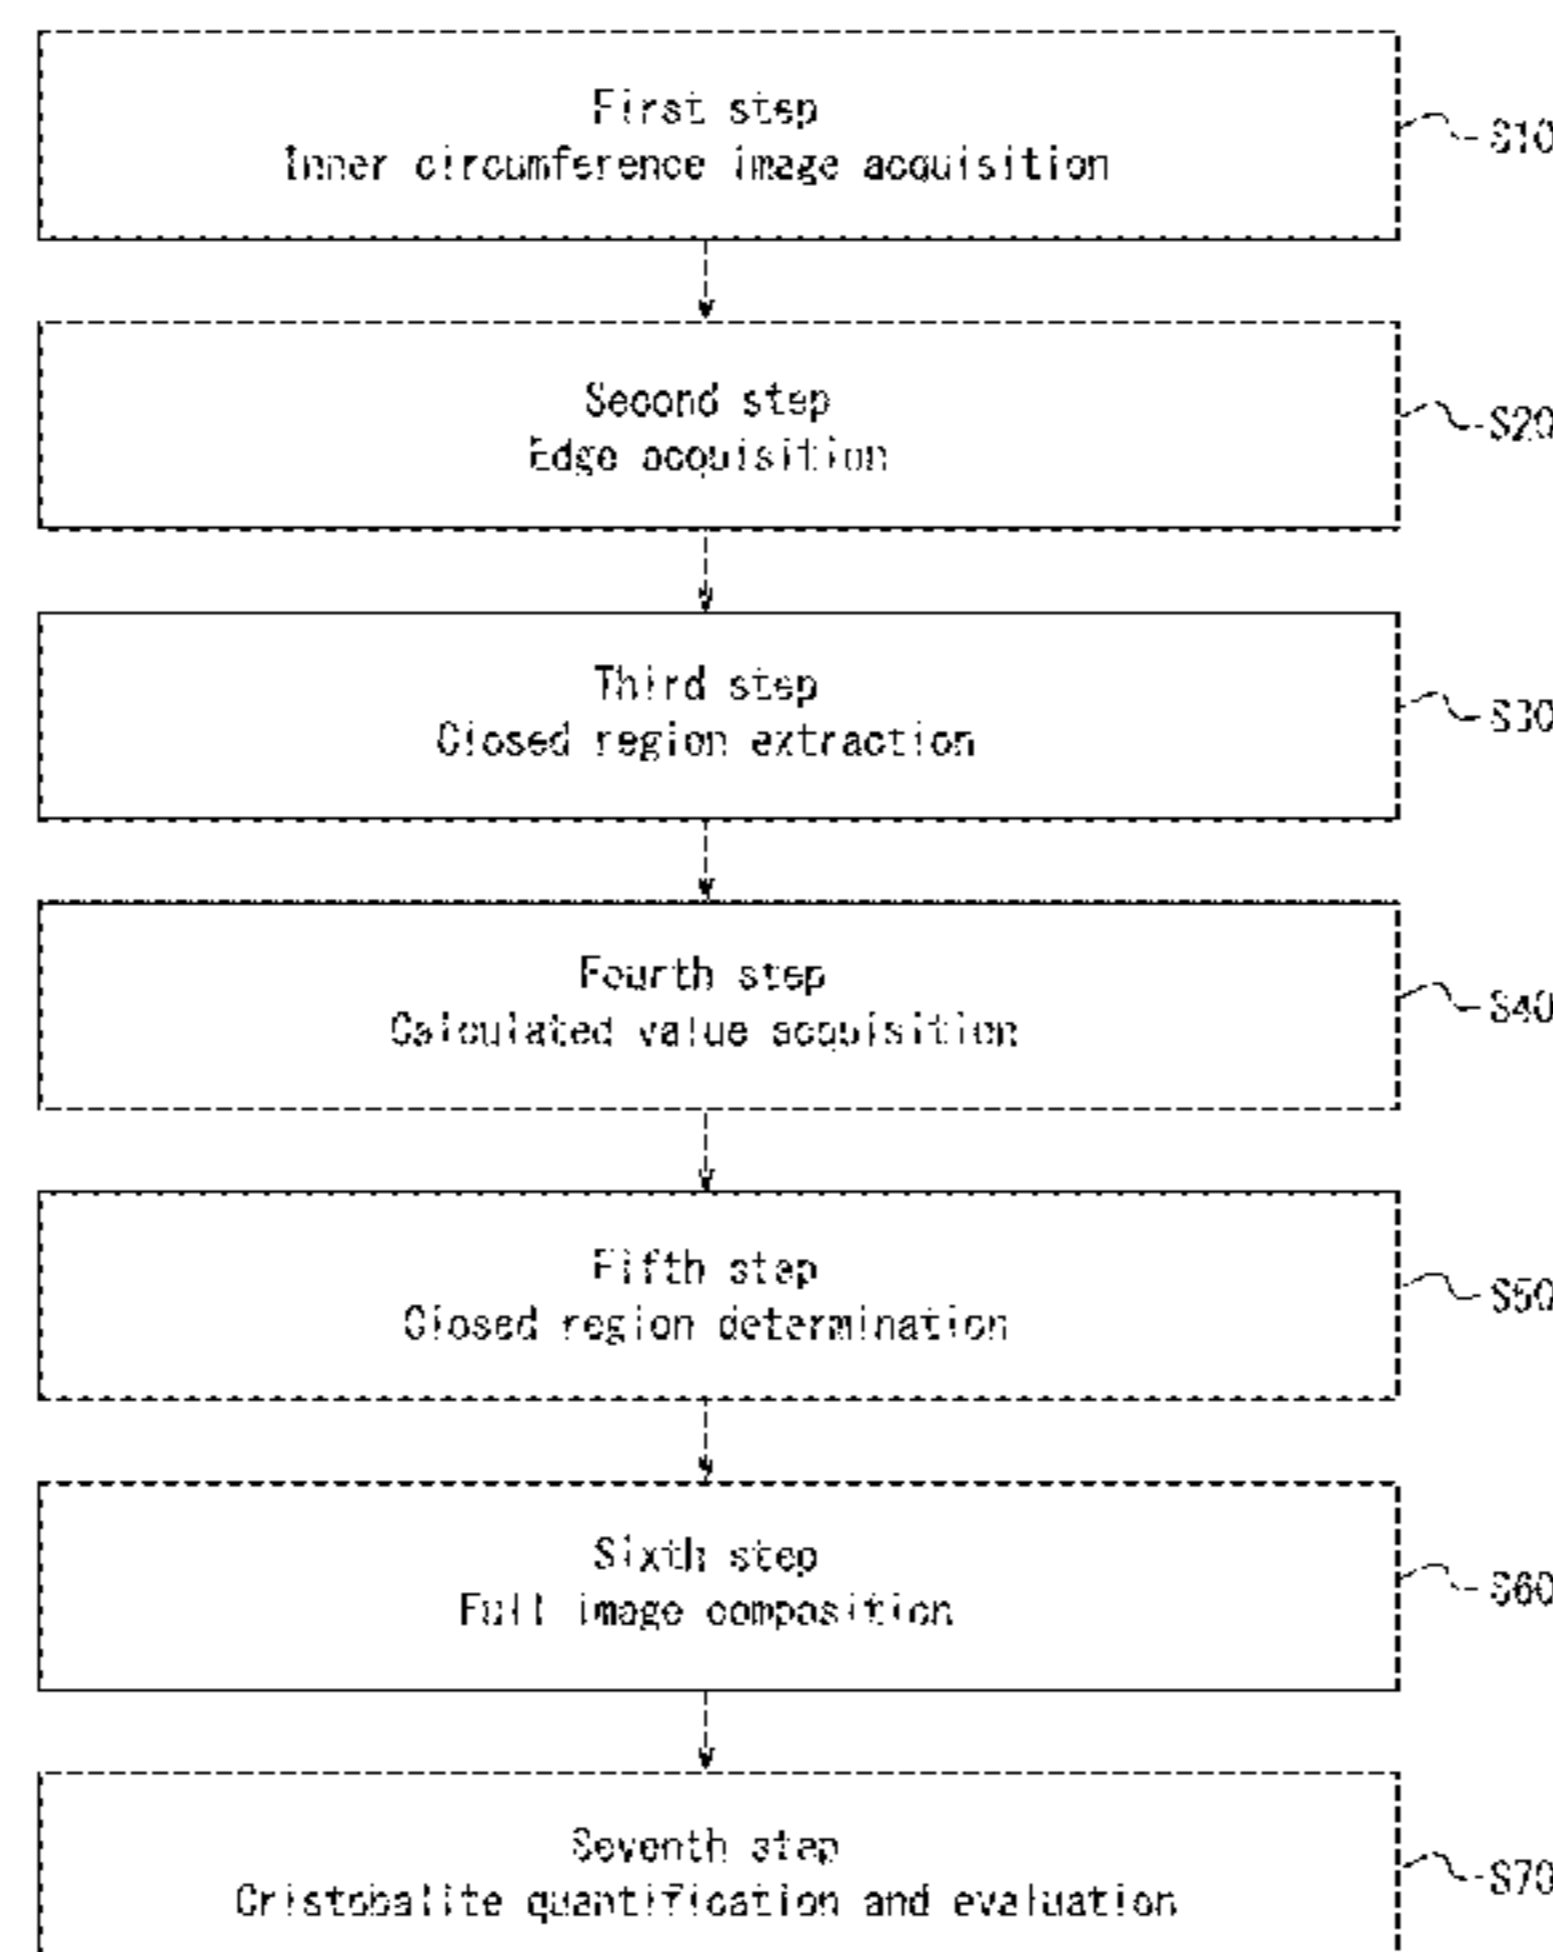 First step
Inner circumference image acquisition
S10
Second step
Edge acquisition
S20
Third step
Closed region extraction
S30
Fourth step
Calculated value acquisition
S40
Fifth step
Closed region determination
S50
Sixth step
Full image composition
S60
Seventh step
Cristobalite quantification and evaluation
S70